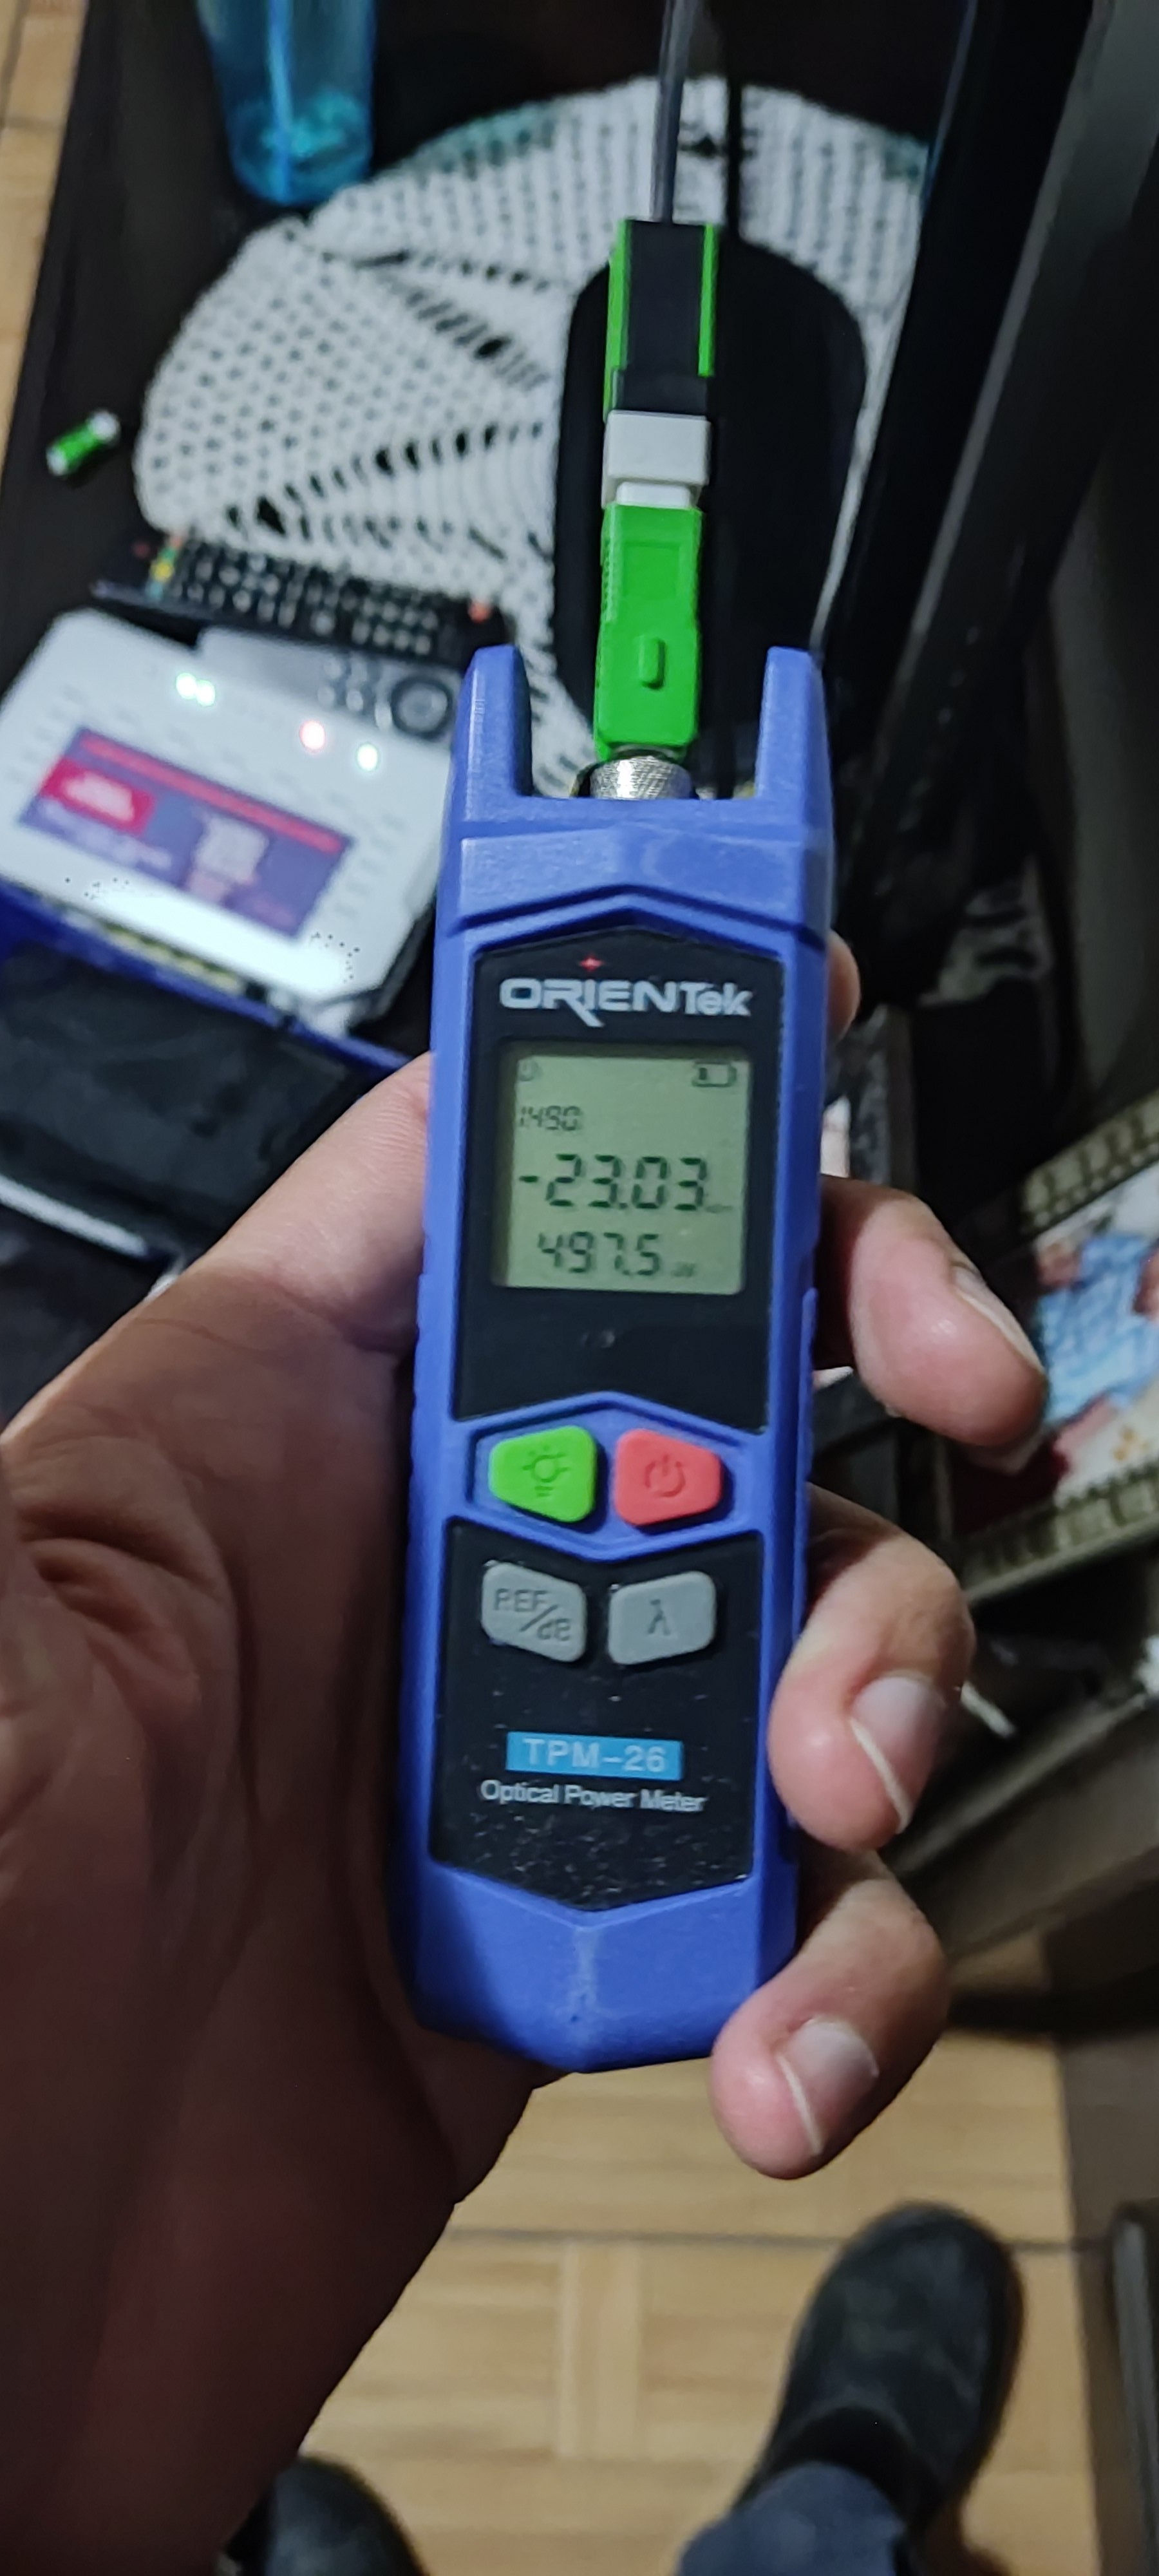 ORIENTek
1490
-23.03
497.5
REF/dB
λ
TPM-26
Optical Power Meter